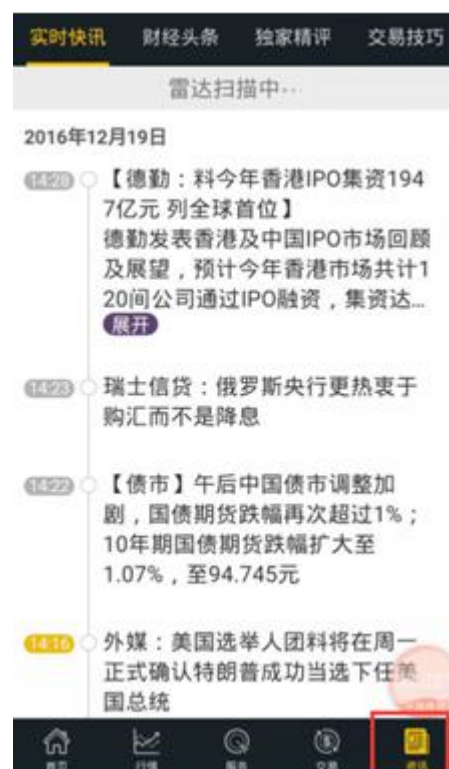 实时快讯 财经头条 独家精评 交易技巧
雷达扫描中···
2016年12月19日
14:28 【德勤：料今年香港IPO集资194
7亿元 列全球首位】
德勤发表香港及中国IPO市场回顾
及展望，预计今年香港市场共计1
20间公司通过IPO融资，集资达...
展开
14:23 瑞士信贷：俄罗斯央行更热衷于
购汇而不是降息
14:22 【债市】午后中国债市调整加
剧，国债期货跌幅再次超过1%；
10年期国债期货跌幅扩大至
1.07%，至94.745元
14:16 外媒：美国选举人团料将在周一
正式确认特朗普成功当选下任美
国总统
首页 行情 服务 交易 资讯